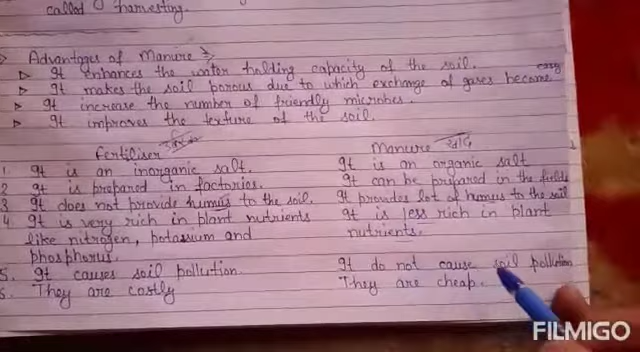 called harvesting.
Advantages of Manure :-
▷ It enhances the water holding capacity of the soil.
▷ It makes the soil porous due to which exchange of gases become easy
▷ It increase the number of friendly microbes.
▷ It improves the texture of the soil.
Fertiliser Manure खाद
1. It is an inorganic salt. It is an organic salt
2 It is prepared in factories. It can be prepared in the fields
3 It does not provide humus to the soil. It provides lot of humus to the soil
4 It is very rich in plant nutrients It is less rich in plant
like nitrogen, potassium and nutrients.
phosphorus.
5. It causes soil pollution. It do not cause soil pollution
6. They are costly They are cheap.
FILMIGO